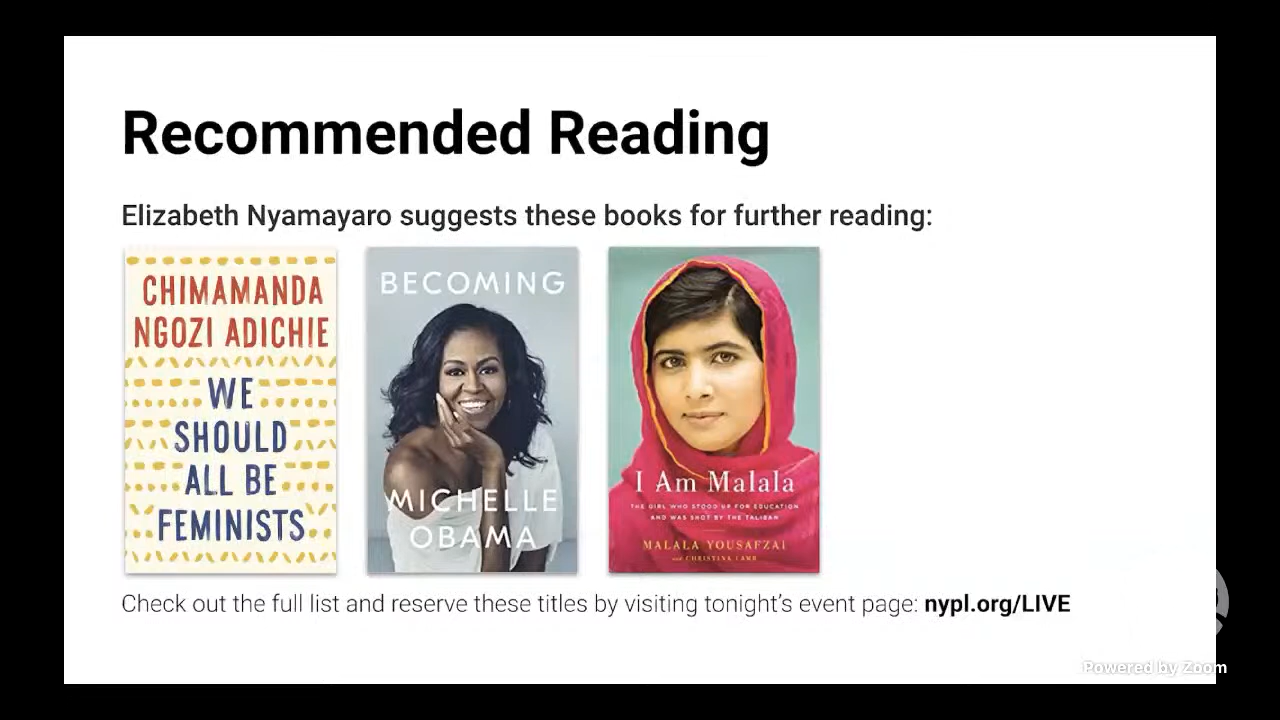 Recommended Reading
Elizabeth Nyamayaro suggests these books for further reading:
CHIMAMANDA
NGOZI ADICHIE
WE
SHOULD
ALL BE
FEMINISTS
BECOMING
MICHELLE
OBAMA
I Am Malala
THE GIRL WHO STOOD UP FOR EDUCATION
AND WAS SHOT BY THE TALIBAN
MALALA YOUSAFZAI
with CHRISTINA LAMB
Check out the full list and reserve these titles by visiting tonight's event page: nypl.org/LIVE
Powered by Zoom